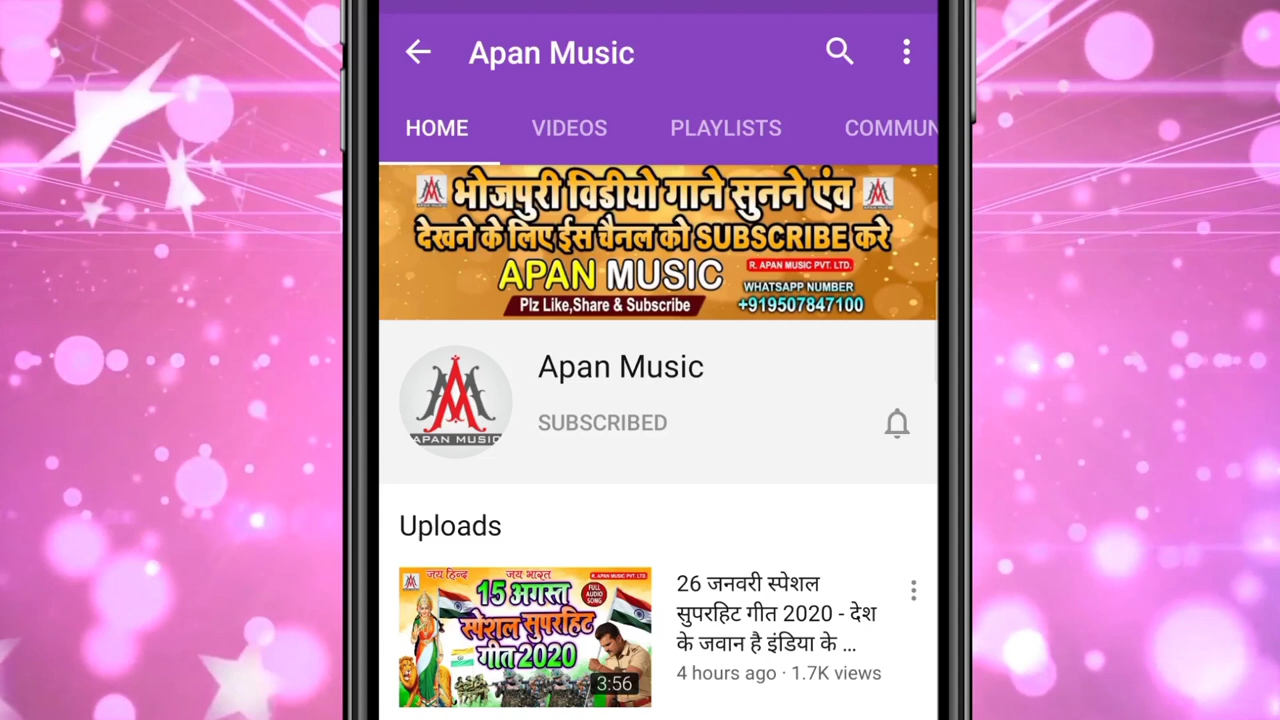 Apan Music
HOME VIDEOS PLAYLISTS COMMUN
भोजपुरी विडीयो गाने सुनने एंव
देखने के लिए ईस चैनल को SUBSCRIBE करे
APAN MUSIC
R. APAN MUSIC PVT. LTD.
Plz Like,Share & Subscribe
WHATSAPP NUMBER
+919507847100
Apan Music
SUBSCRIBED
APAN MUSIC
Uploads
जय हिन्द जय भारत
R. APAN MUSIC PVT. LTD
15 अगस्त
FULL
AUDIO
SONG
स्पेशल सुपरहिट
गीत 2020
3:56
26 जनवरी स्पेशल
सुपरहिट गीत 2020 - देश
के जवान है इंडिया के ...
4 hours ago · 1.7K views